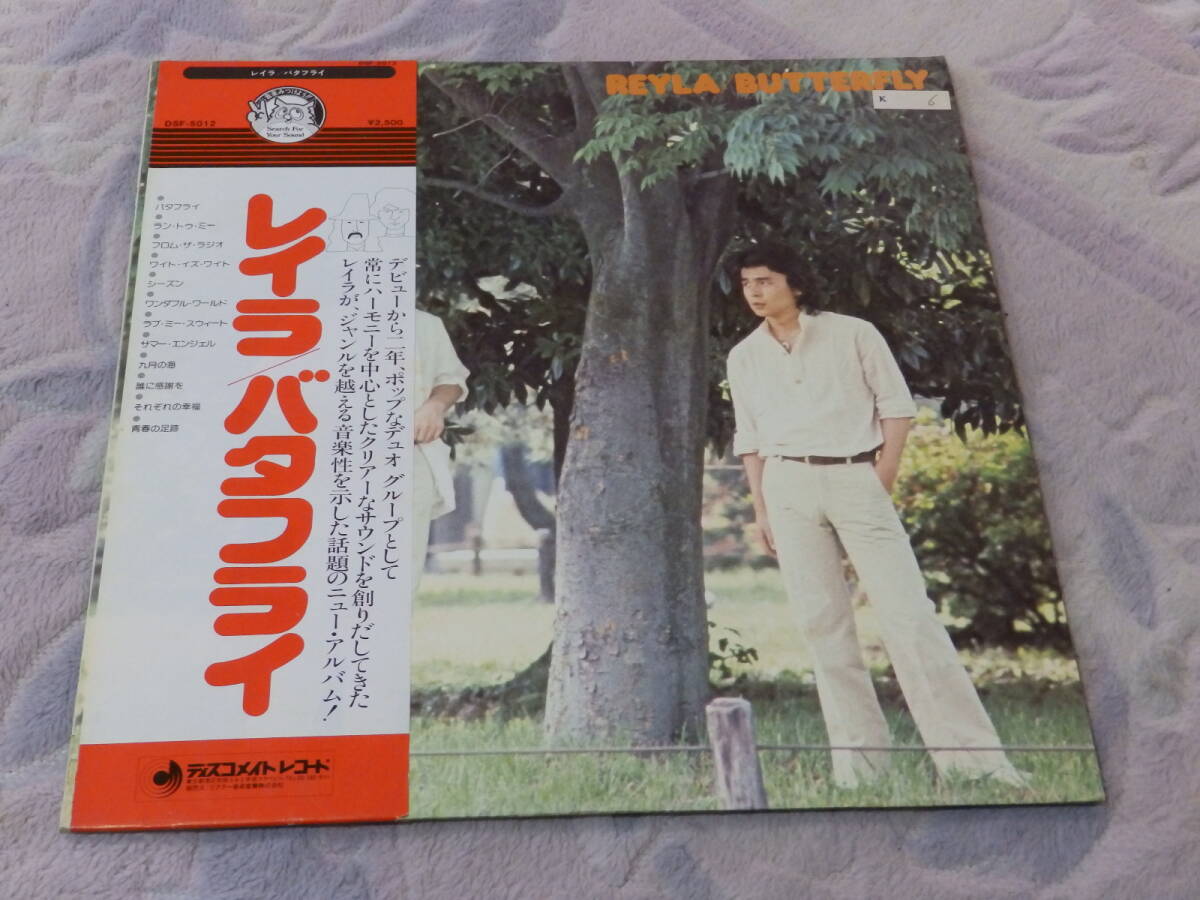 DSF-5012
レイラ/バタフライ
Search For
Your Sound
DSF-5012
¥2,500
バタフライ
ラン・トゥ・ミー
フロム・ザ・ラジオ
ワイト・イズ・ワイト
シーズン
ワンダフル・ワールド
ラブ・ミー・スウィート
サマー・エンジェル
九月の海
誰に感謝を
それぞれの幸福
青春の足跡
レイラ/バタフライ
デビューから二年、ポップなデュオ グループとして
常にハーモニーを中心としたクリアーなサウンドを創りだしてきた
レイラが、ジャンルを越える音楽性を示した話題のニュー・アルバム!
ディスコメイト レコード
REYLA/BUTTERFLY
K 6